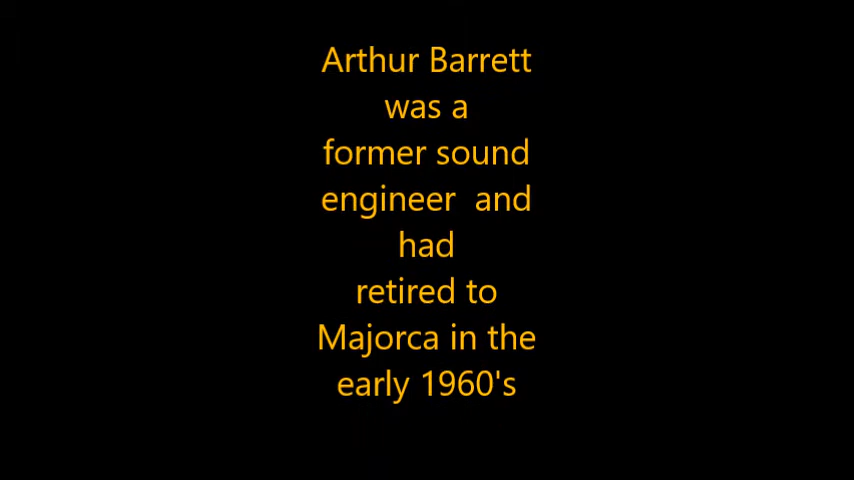 Arthur Barrett
was a
former sound
engineer  and
had
retired to
Majorca in the
early 1960's